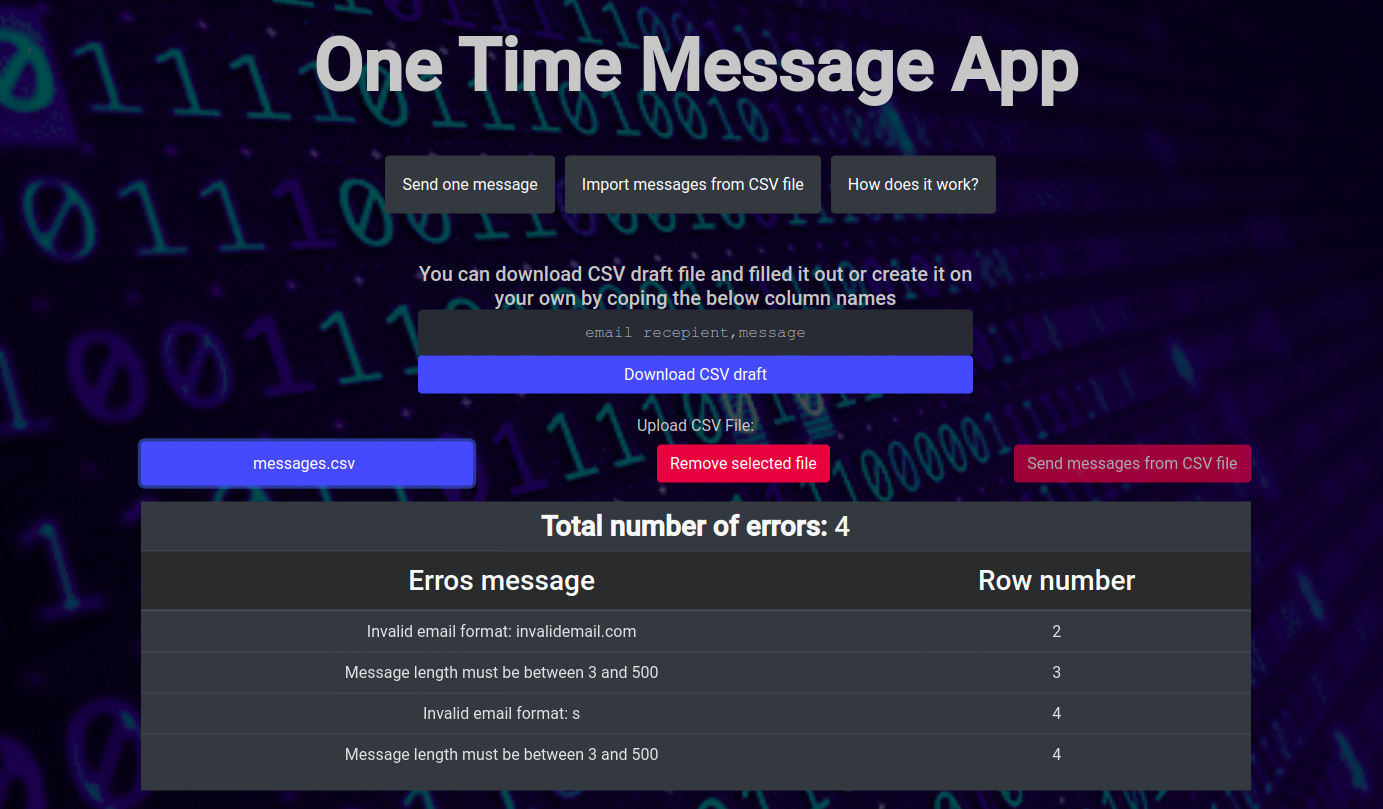 One Time Message App
Send one message
Import messages from CSV file
How does it work?
You can download CSV draft file and filled it out or create it on
your own by coping the below column names
email recepient,message
Download CSV draft
Upload CSV File:
messages.csv
Remove selected file
Send messages from CSV file
Total number of errors: 4
Erros message
Row number
Invalid email format: invalidemail.com
2
Message length must be between 3 and 500
3
Invalid email format: s
4
Message length must be between 3 and 500
4